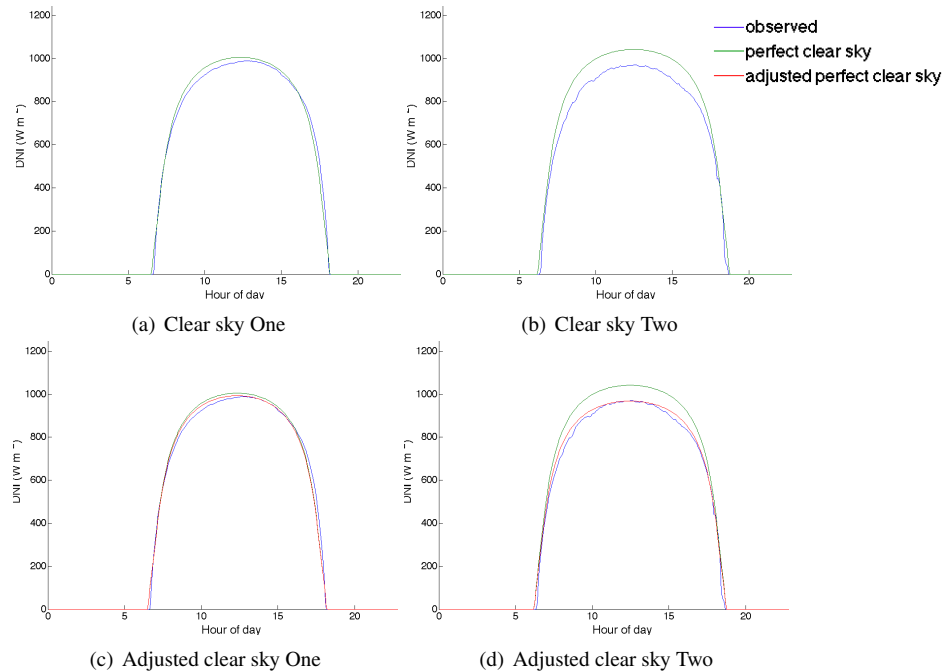 1200
1000
800
600
400
200
0
DNI (W m⁻²)
0 5 10 15 20
Hour of day
(a) Clear sky One
1200
1000
800
600
400
200
0
DNI (W m⁻²)
0 5 10 15 20
Hour of day
(b) Clear sky Two
observed
perfect clear sky
adjusted perfect clear sky
1200
1000
800
600
400
200
0
DNI (W m⁻²)
0 5 10 15 20
Hour of day
(c) Adjusted clear sky One
1200
1000
800
600
400
200
0
DNI (W m⁻²)
0 5 10 15 20
Hour of day
(d) Adjusted clear sky Two